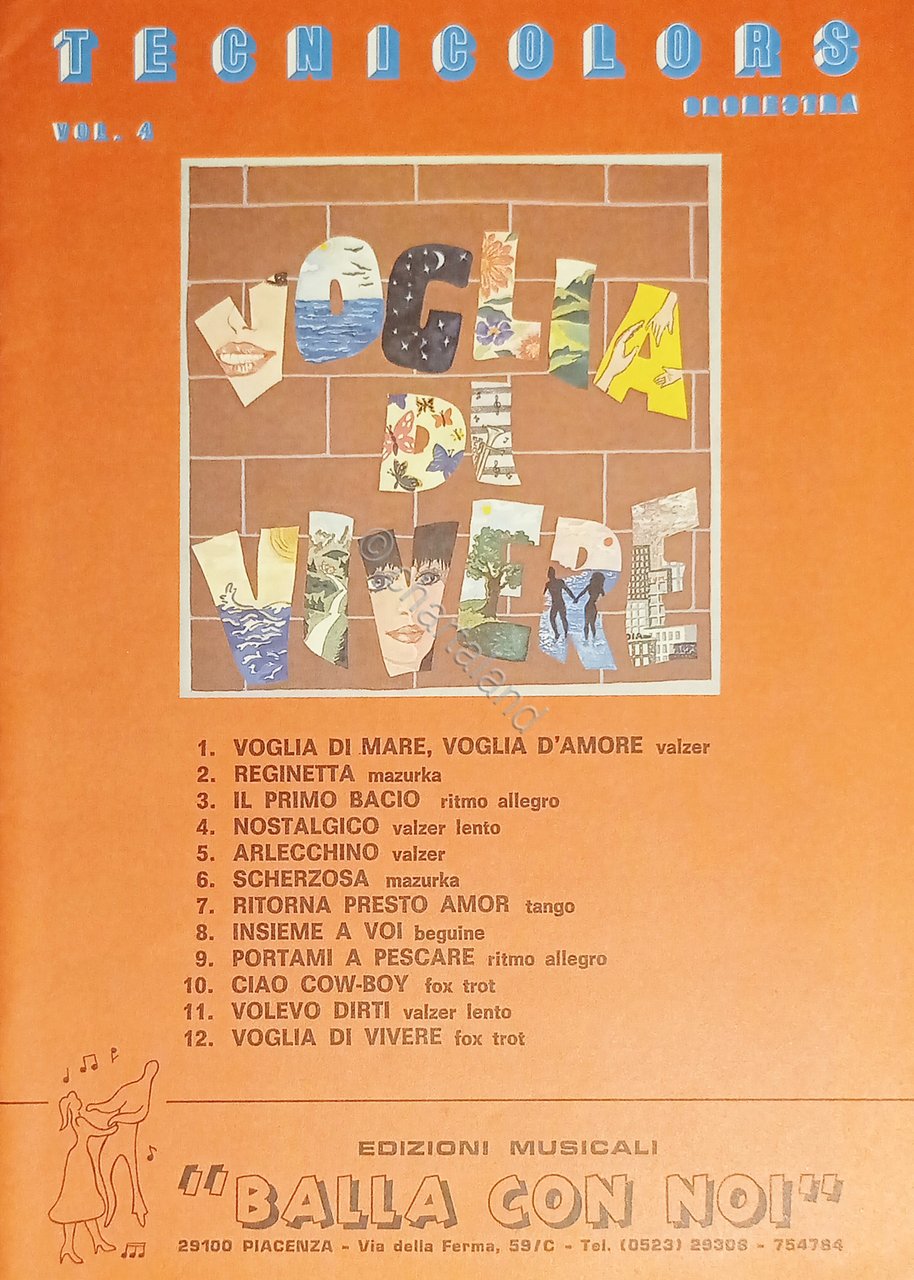 TECNICOLORS
ORCHESTRA
VOL. 4
VOGLIA
DI
VIVERE
© charta.land
1. VOGLIA DI MARE, VOGLIA D'AMORE valzer
2. REGINETTA mazurka
3. IL PRIMO BACIO ritmo allegro
4. NOSTALGICO valzer lento
5. ARLECCHINO valzer
6. SCHERZOSA mazurka
7. RITORNA PRESTO AMOR tango
8. INSIEME A VOI beguine
9. PORTAMI A PESCARE ritmo allegro
10. CIAO COW-BOY fox trot
11. VOLEVO DIRTI valzer lento
12. VOGLIA DI VIVERE fox trot
EDIZIONI MUSICALI
"BALLA CON NOI"
29100 PIACENZA - Via della Ferma, 59/C - Tel. (0523) 29306 - 754784